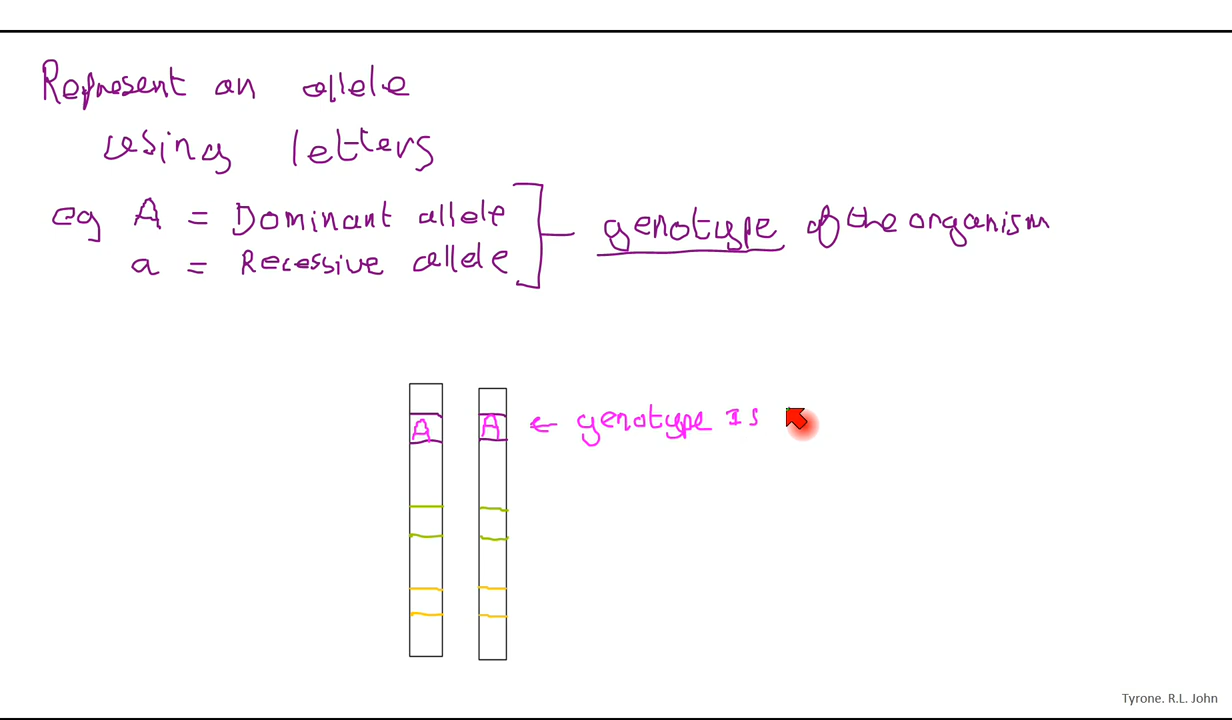 Represent an allele
using letters
eg A = Dominant allele
a = Recessive allele
genotype of the organism
A A ← genotype is
Tyrone. R.L. John